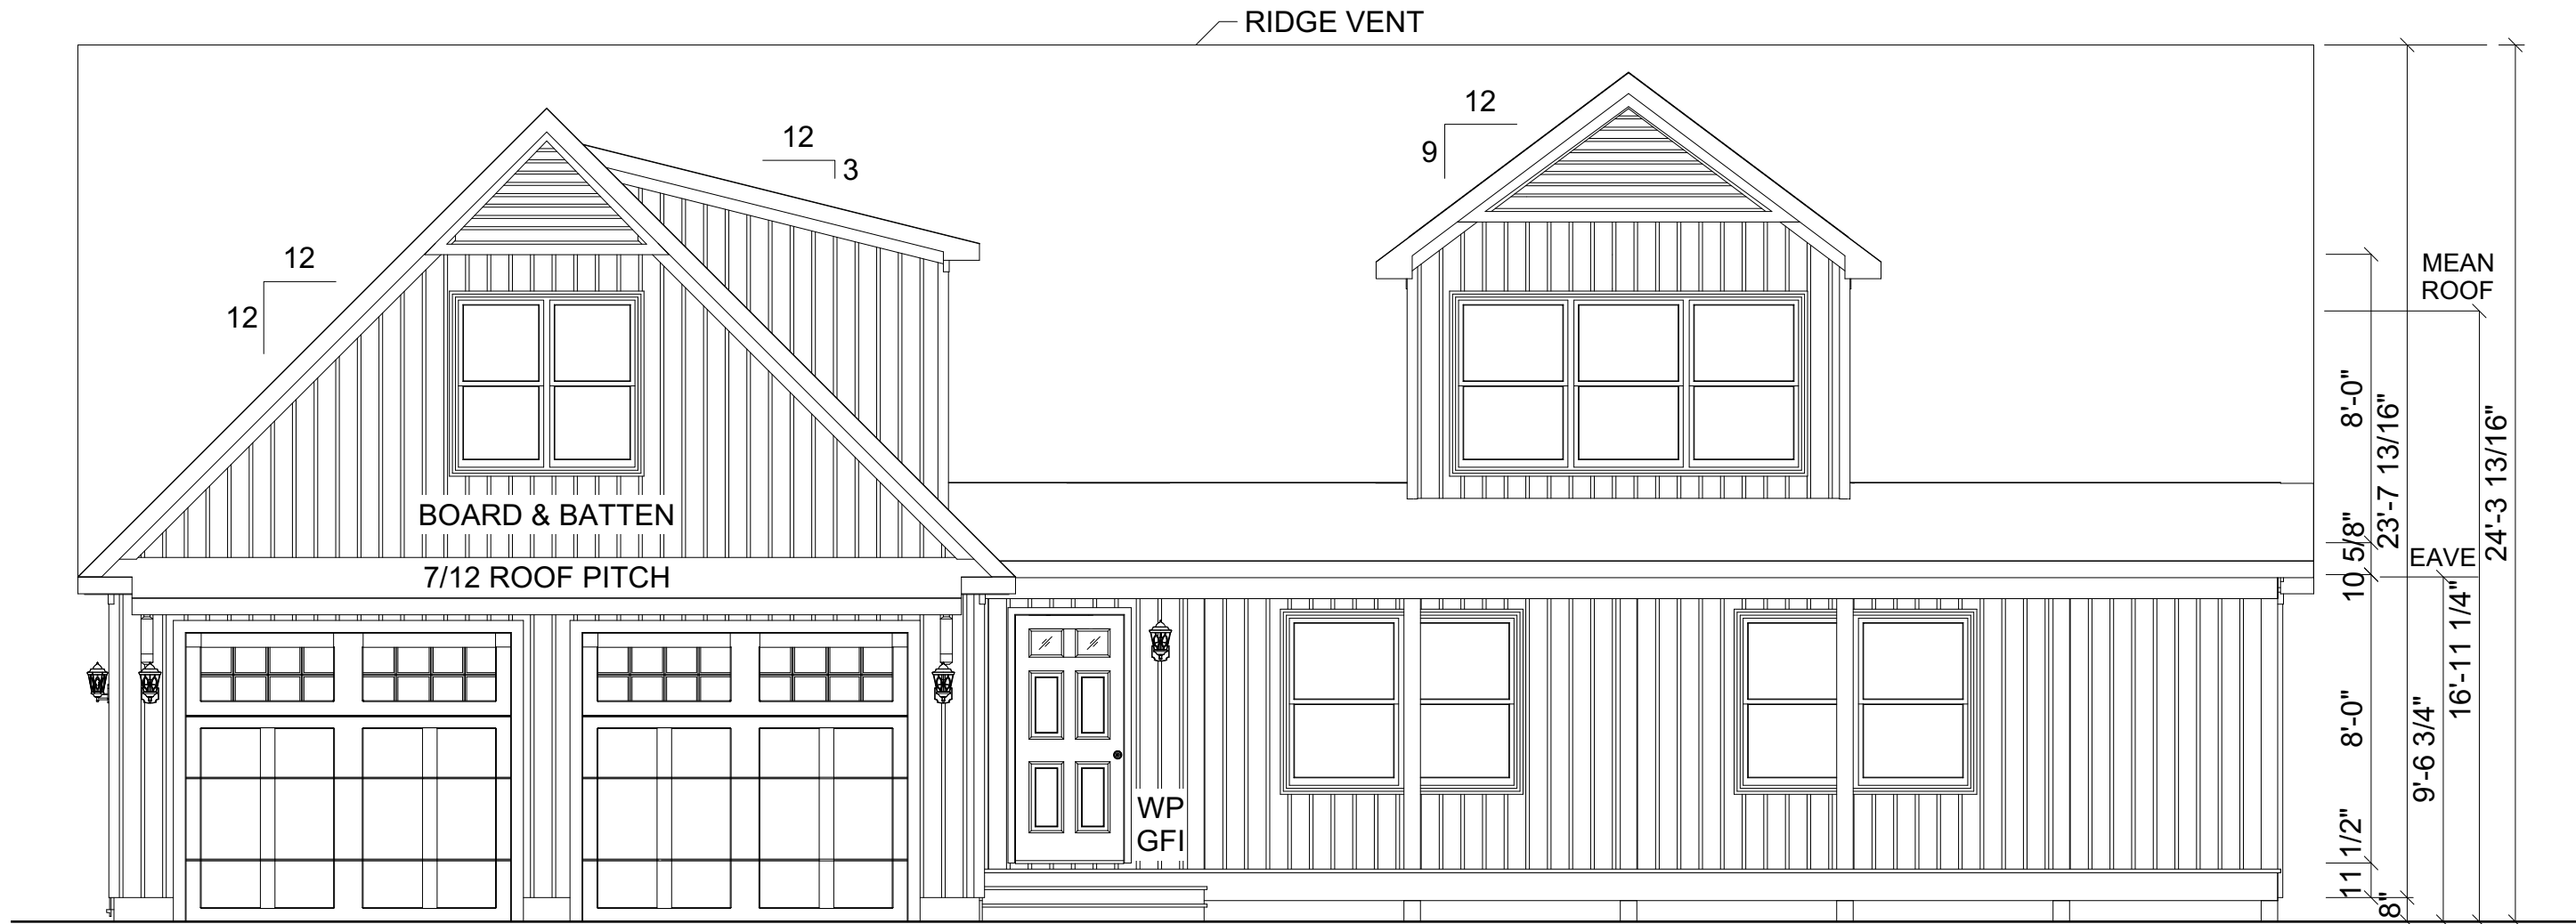 RIDGE VENT
12
3
12
9
12
12
MEAN
ROOF
BOARD & BATTEN
7/12 ROOF PITCH
EAVE
WP
GFI
8'-0"
10 5/8"
8'-0"
11 1/2"
8"
23'-7 13/16"
9'-6 3/4"
16'-11 1/4"
24'-3 13/16"